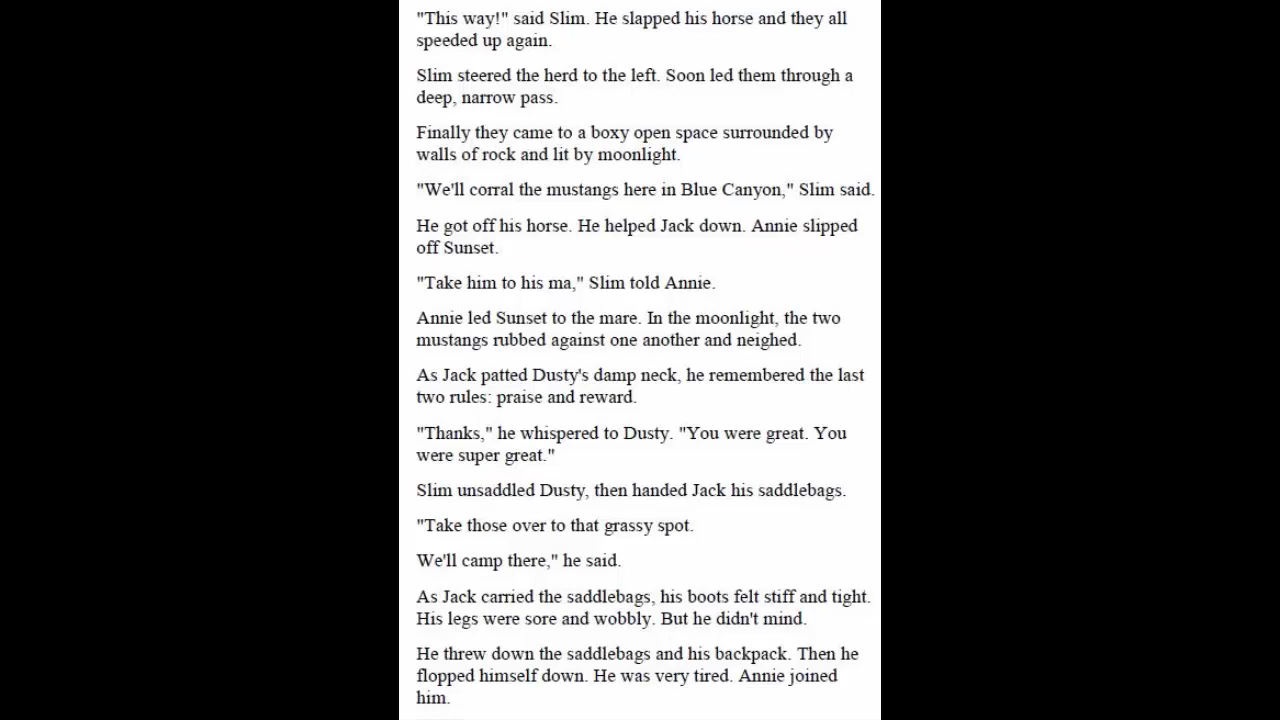 "This way!" said Slim. He slapped his horse and they all
speeded up again.
Slim steered the herd to the left. Soon led them through a
deep, narrow pass.
Finally they came to a boxy open space surrounded by
walls of rock and lit by moonlight.
"We'll corral the mustangs here in Blue Canyon," Slim said.
He got off his horse. He helped Jack down. Annie slipped
off Sunset.
"Take him to his ma," Slim told Annie.
Annie led Sunset to the mare. In the moonlight, the two
mustangs rubbed against one another and neighed.
As Jack patted Dusty's damp neck, he remembered the last
two rules: praise and reward.
"Thanks," he whispered to Dusty. "You were great. You
were super great."
Slim unsaddled Dusty, then handed Jack his saddlebags.
"Take those over to that grassy spot.
We'll camp there," he said.
As Jack carried the saddlebags, his boots felt stiff and tight.
His legs were sore and wobbly. But he didn't mind.
He threw down the saddlebags and his backpack. Then he
flopped himself down. He was very tired. Annie joined
him.